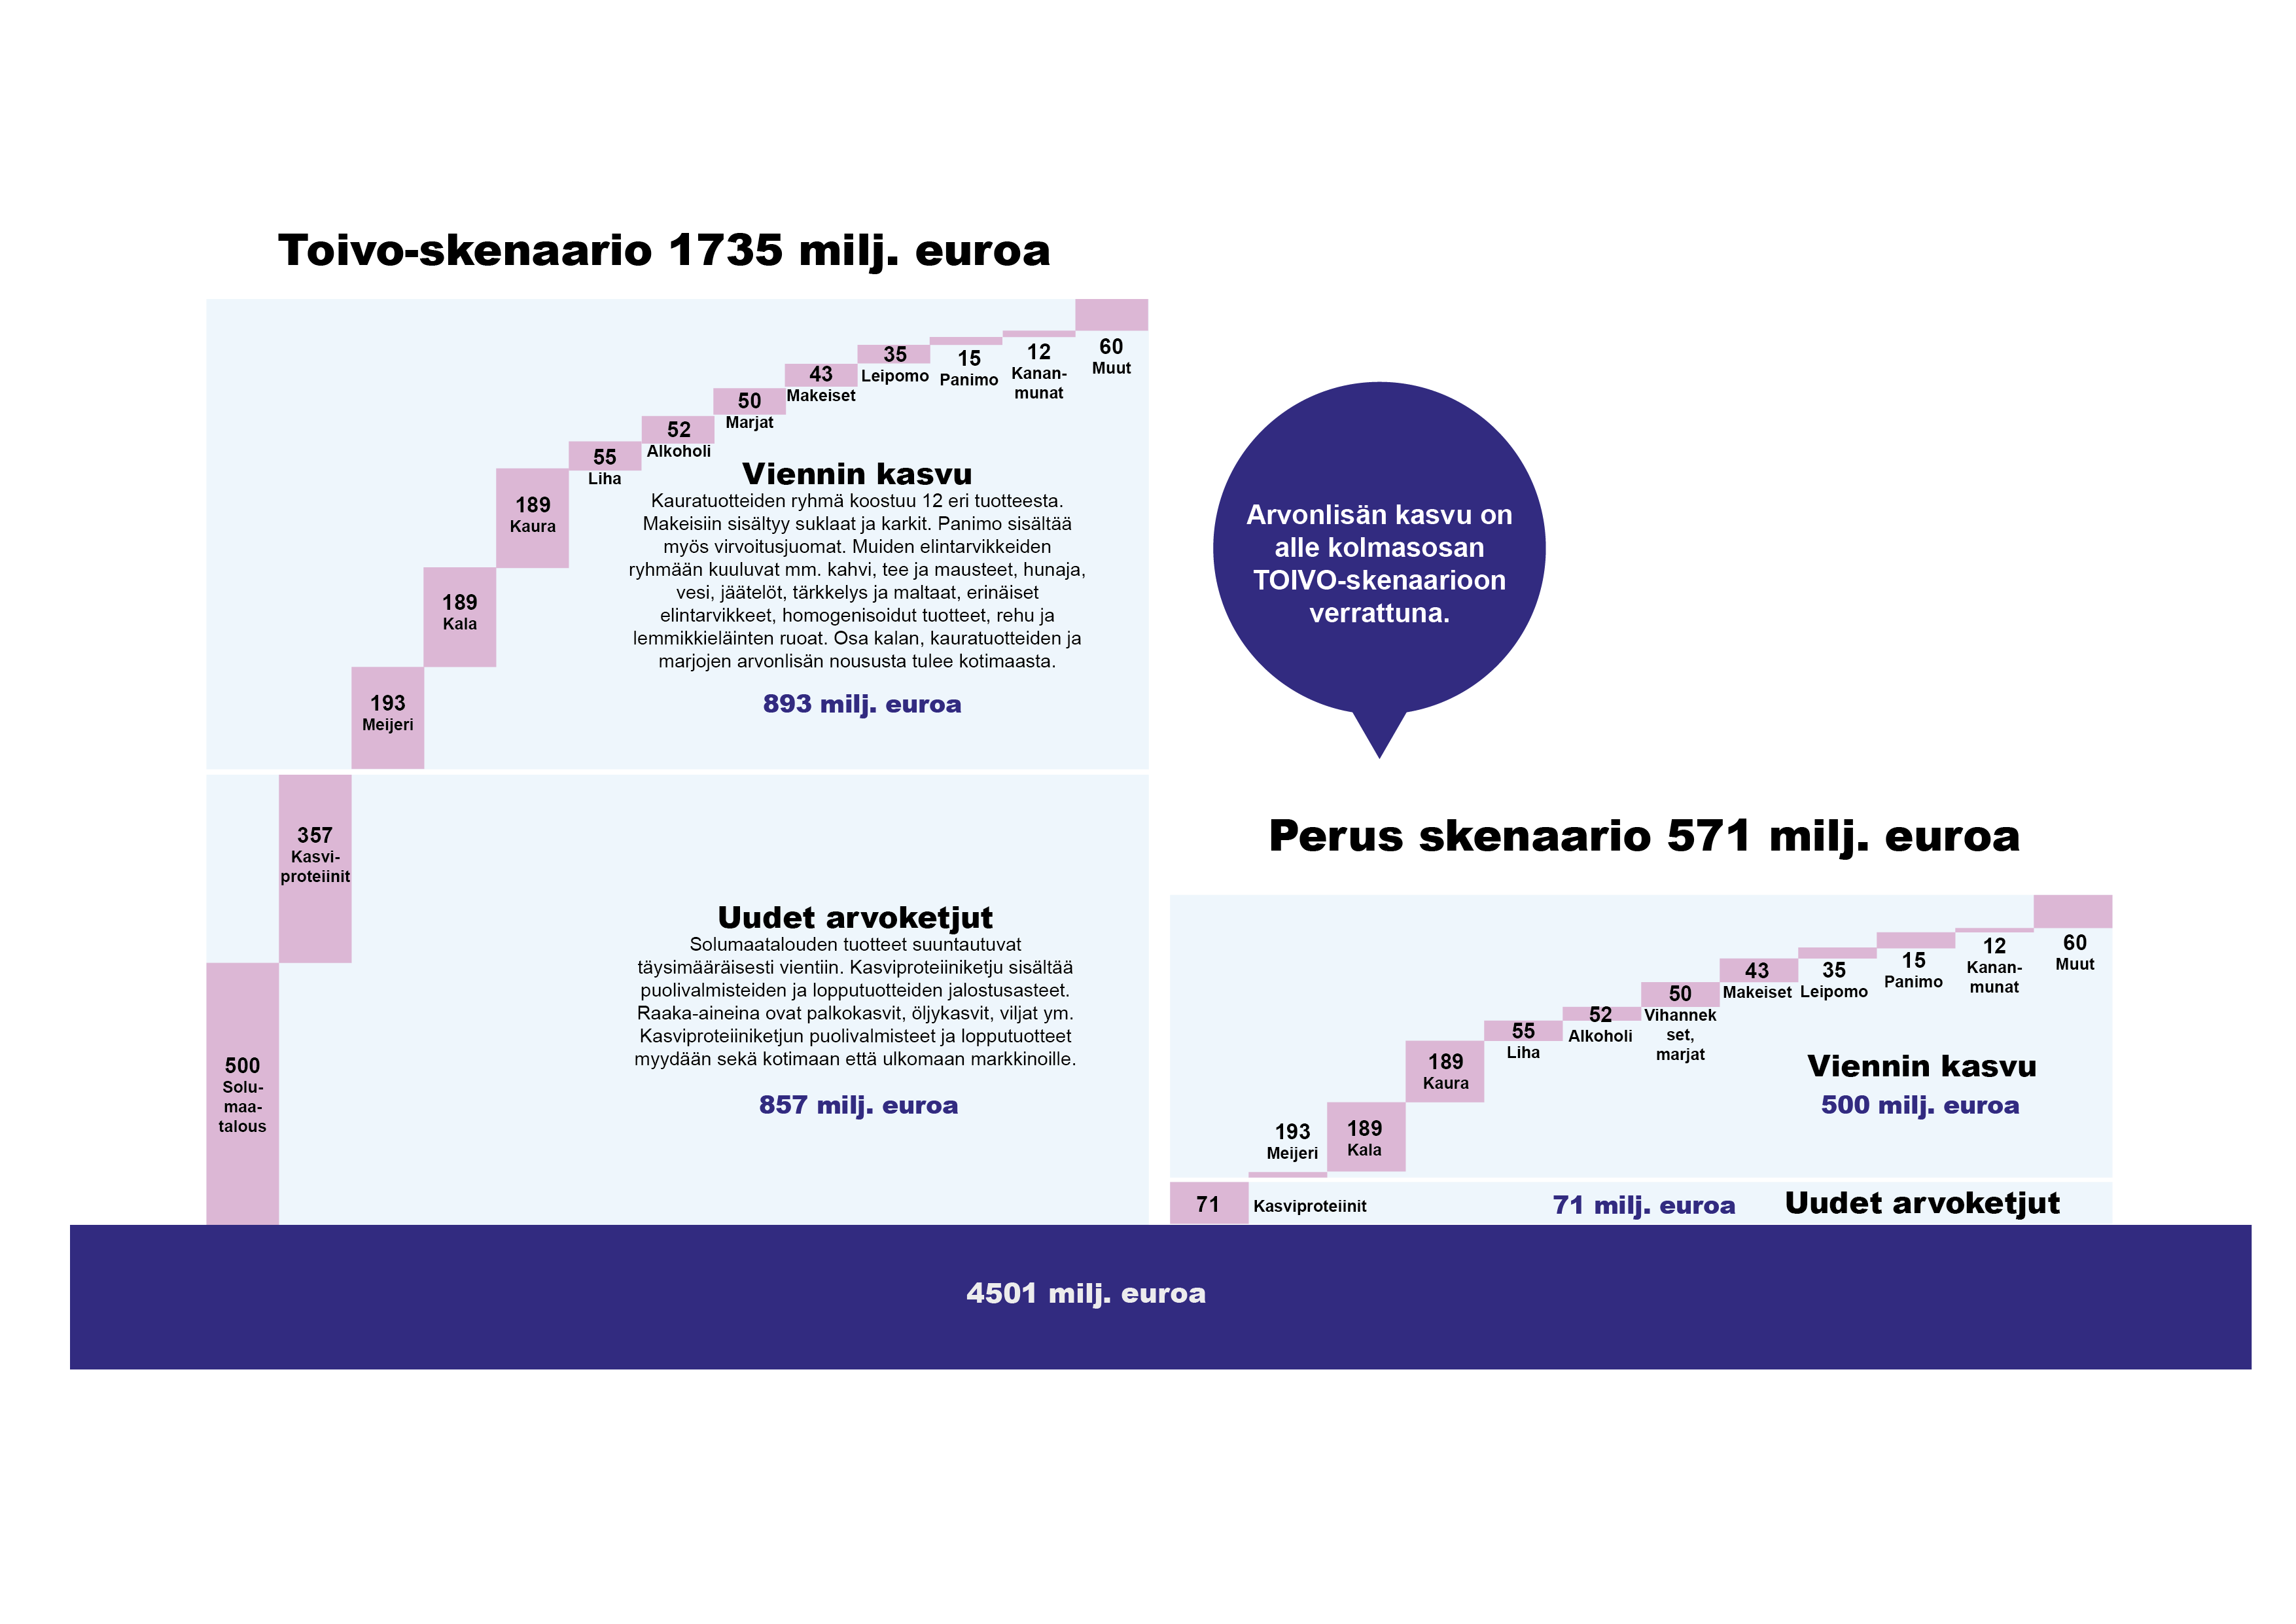 Toivo-skenaario 1735 milj. euroa
60
Muut
12
Kanan-
munat
15
Panimo
35
Leipomo
43
Makeiset
50
Marjat
52
Alkoholi
55
Liha
189
Kaura
189
Kala
193
Meijeri
Viennin kasvu
Kauratuotteiden ryhmä koostuu 12 eri tuotteesta.
Makeisiin sisältyy suklaat ja karkit. Panimo sisältää
myös virvoitusjuomat. Muiden elintarvikkeiden
ryhmään kuuluvat mm. kahvi, tee ja mausteet, hunaja,
vesi, jäätelöt, tärkkelys ja maltaat, erinäiset
elintarvikkeet, homogenisoidut tuotteet, rehu ja
lemmikkieläinten ruoat. Osa kalan, kauratuotteiden ja
marjojen arvonlisän noususta tulee kotimaasta.
893 milj. euroa
357
Kasvi-
proteiinit
500
Solu-
maa-
talous
Uudet arvoketjut
Solumaatalouden tuotteet suuntautuvat
täysimääräisesti vientiin. Kasviproteiiniketju sisältää
puolivalmisteiden ja lopputuotteiden jalostusasteet.
Raaka-aineina ovat palkokasvit, öljykasvit, viljat ym.
Kasviproteiiniketjun puolivalmisteet ja lopputuotteet
myydään sekä kotimaan että ulkomaan markkinoille.
857 milj. euroa
Arvonlisän kasvu on
alle kolmasosan
TOIVO-skenaarioon
verrattuna.
Perus skenaario 571 milj. euroa
60
Muut
12
Kanan-
munat
15
Panimo
35
Leipomo
43
Makeiset
50
Vihannek
set,
marjat
52
Alkoholi
55
Liha
189
Kaura
189
Kala
193
Meijeri
Viennin kasvu
500 milj. euroa
71
Kasviproteiinit
71 milj. euroa
Uudet arvoketjut
4501 milj. euroa